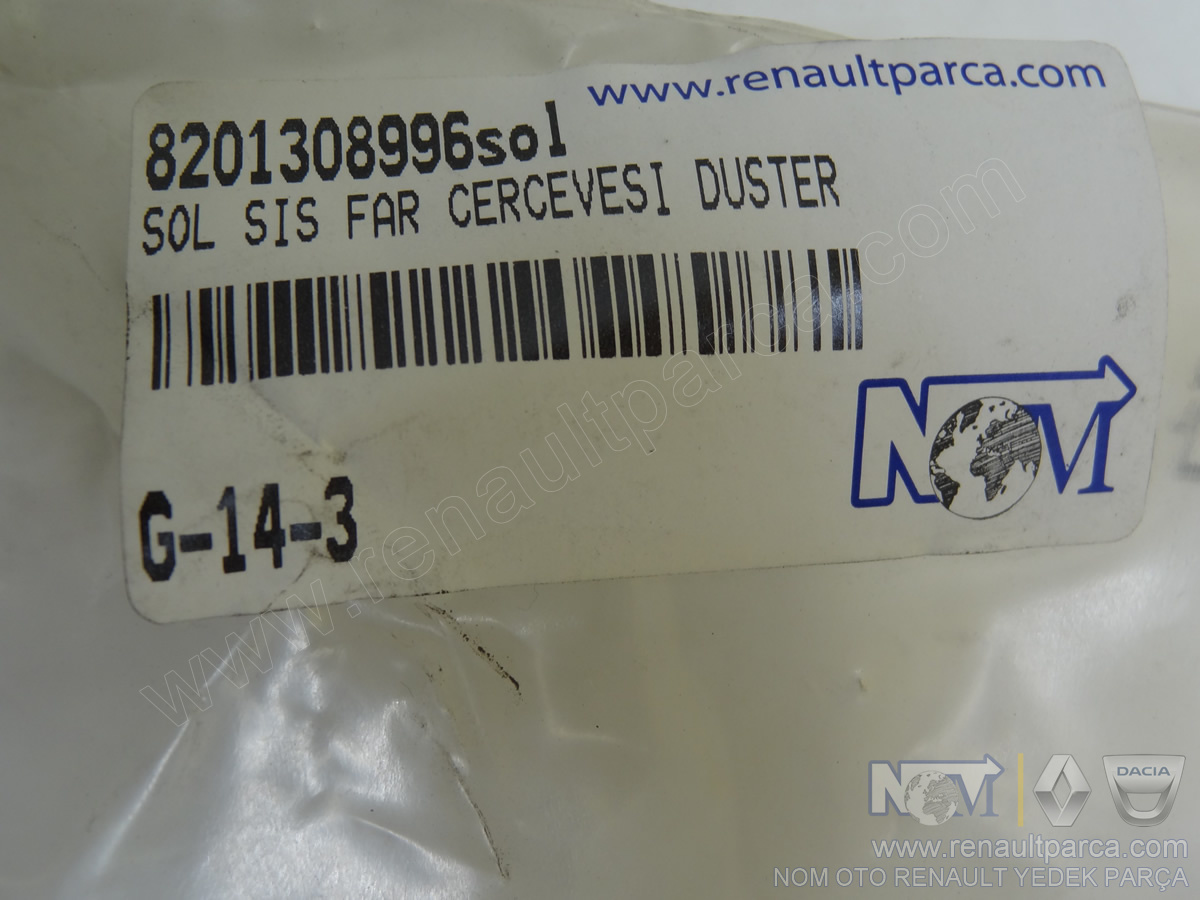 www.renaultparca.com
8201308996sol
SOL SIS FAR CERCEVESI DUSTER
G-14-3
NOM
www.renaultparca.com
NOM
DACIA
www.renaultparca.com
NOM OTO RENAULT YEDEK PARÇA